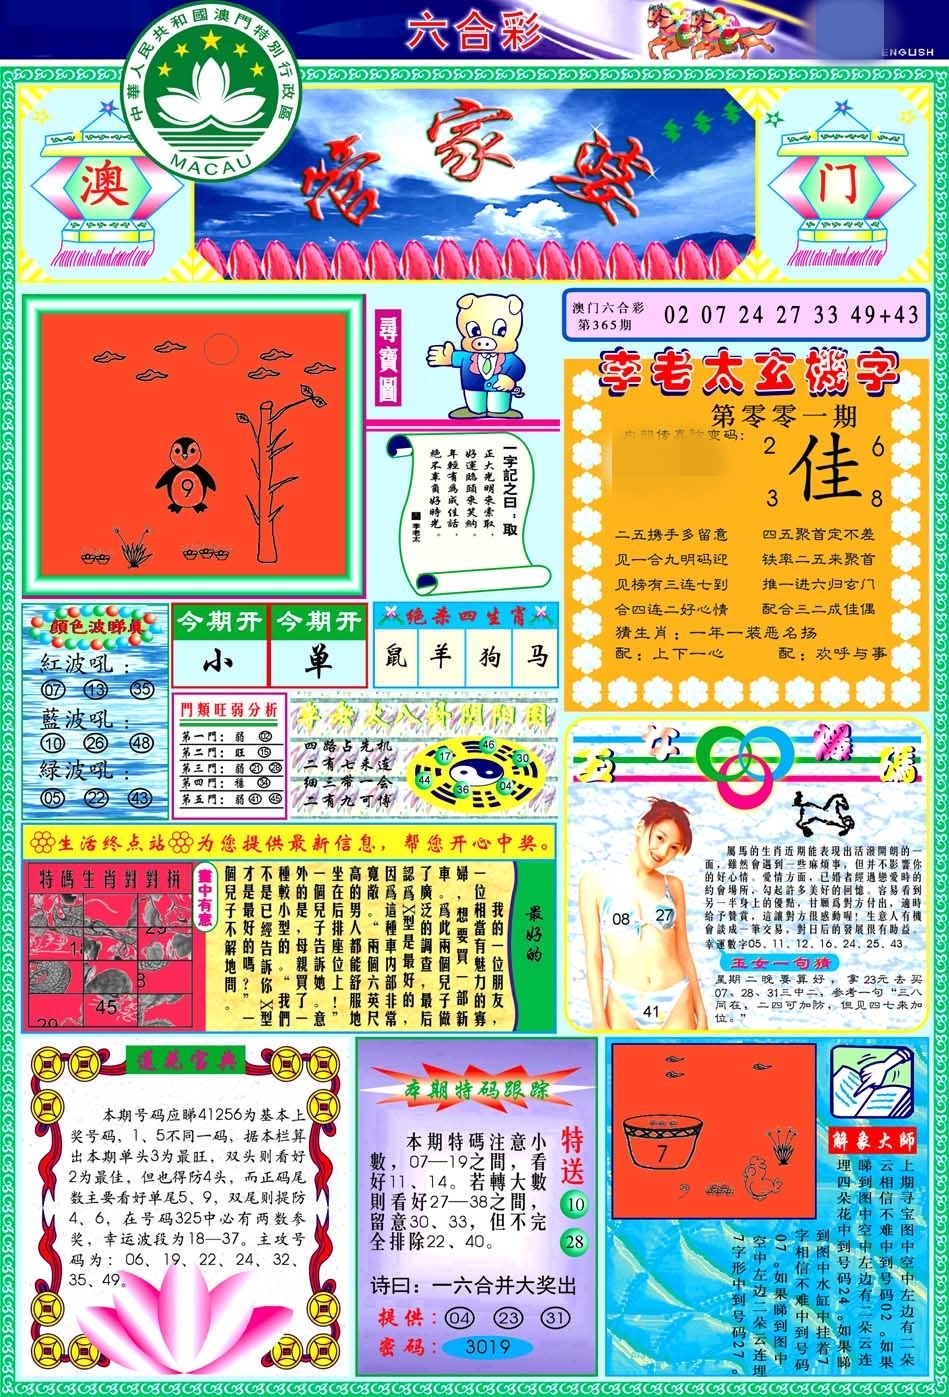 六合彩
ENGLISH
中華人民共和國澳門特別行政區
MACAU
澳
管家婆
门
澳门六合彩
第365期
02 07 24 27 33 49+43
尋寶圖
9
一字記之曰：取
正大光明来索取，
好運臨頭来笑納。
年輕有為成佳話，
絕不辜負好時光。
李老太
李老太玄機字
第零零一期
2 6
佳
3 8
二五携手多留意
见一合九明码迎
见榜有三连七到
合四连二好心情
四五聚首定不差
铁率二五来聚首
推一进六归玄门
配合三二成佳偶
猜生肖：一年一装恶名扬
配：上下一心 配：欢呼与事
顏色波睇真
紅波吼：
07 13 35
藍波吼：
10 26 48
緑波吼：
05 22 43
今期开
小
今期开
单
绝杀四生肖
鼠 羊 狗 马
門類旺弱分析
第一門：弱 02
第二門：旺 15
第三門：弱 21 28
第四門：穩 34
第五門：弱 41 45
李老太八卦阴阳图
四路占先机
二有七来连
细三带一会
二有九可博
17 46 30
44 36 04
生活终点站 为您提供最新信息，帮您开心中奖。
特碼生肖對對拼
45
畫中有意
最好的
我的一位朋友，
一位相當有魅力的寡
婦，想要買一部新
車。爲此兩個兒子做
了廣泛的調查，最后
認爲X型是最好的，
因爲這種車内部非常
寬敞。“兩個六英尺
高的男人都能舒服地
坐在后排座位上！”
一個兒子告訴她。意
外的是，母親買了一
種較小型的。“我們
不是已經告訴你X型
才是最好的嗎？”一
個兒子不解地問。
五女裸碼
08 27
41
屬馬的生肖近期能表現出活潑開朗的一
面，雖然會遇到一些麻煩事，但并不影響你
的好心情。愛情方面，已婚者經過戀愛時的
約會場所，勾起許多美好的回憶。容易看到
另一半身上的優點，甘願爲對方付出，適時
給予贊賞，這讓對方很感動喔！生意人有機
會談成一筆交易，對日后的發展很有助益。
幸運數字05、11、12、16、24、25、43。
玉女一句猜
星期二晚要算好，拿23元去买
07、28、31三中二，参考一句“三八
同在，二四可加防，但见四七来加
位。”
莲花宝典
本期号码应睇41256为基本上
奖号码，1、5不同一码，据本栏算
出本期单头3为最旺，双头则看好
2为最佳，但也得防4头，而正码尾
数主要看好单尾5、9，双尾则提防
4、6，在号码325中必有两数参
奖，幸运波段为18—37。主攻号
码为：06、19、22、24、32、
35、49。
本期特码跟踪
本期特碼注意小
數，07—19之間，看
好11、14。若轉大數
則看好27—38之間，
留意30、33，但不完
全排除22、40。
特送
10
28
诗曰：一六合并大奖出
提供：04 23 31
密码：3019
7
解象大師
上期寻宝图中空中左边有二朵
云相信不难中到号码02。如果
睇到图中空中左边有二朵云连
埋四朵花中到号码24。如果睇
到图中水缸中挂着7
字相信不难中到号码
07。如果睇到图中
空中左边二朵云连埋
7字形中到号码27。